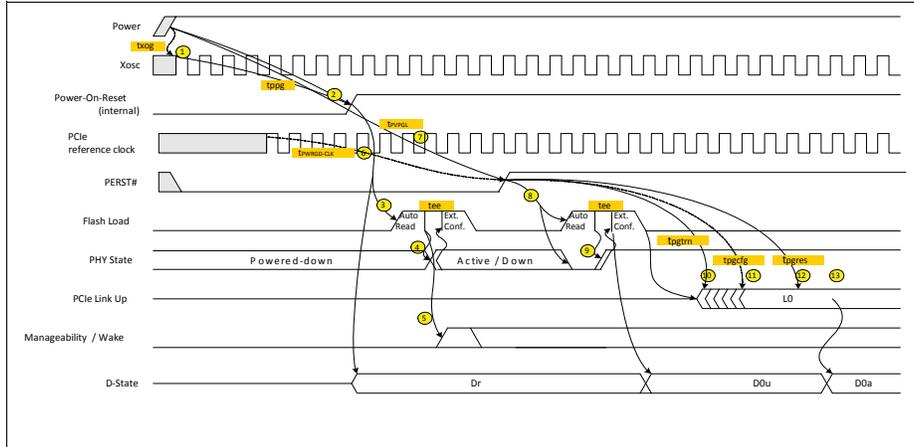 Power
txog
1
Xosc
tppg
2
Power-On-Reset
(internal)
tPVPGL
7
PCIe
reference clock
tPWRGD-CLK
6
PERST#
8
3
tee
tee
Flash Load
Auto
Read
Ext.
Conf.
Auto
Read
Ext.
Conf.
tpgtrn
4
9
PHY State
Powered-down
Active / Down
tpgcfg
tpgres
10
11
12
13
PCIe Link Up
L0
5
Manageability / Wake
D-State
Dr
D0u
D0a